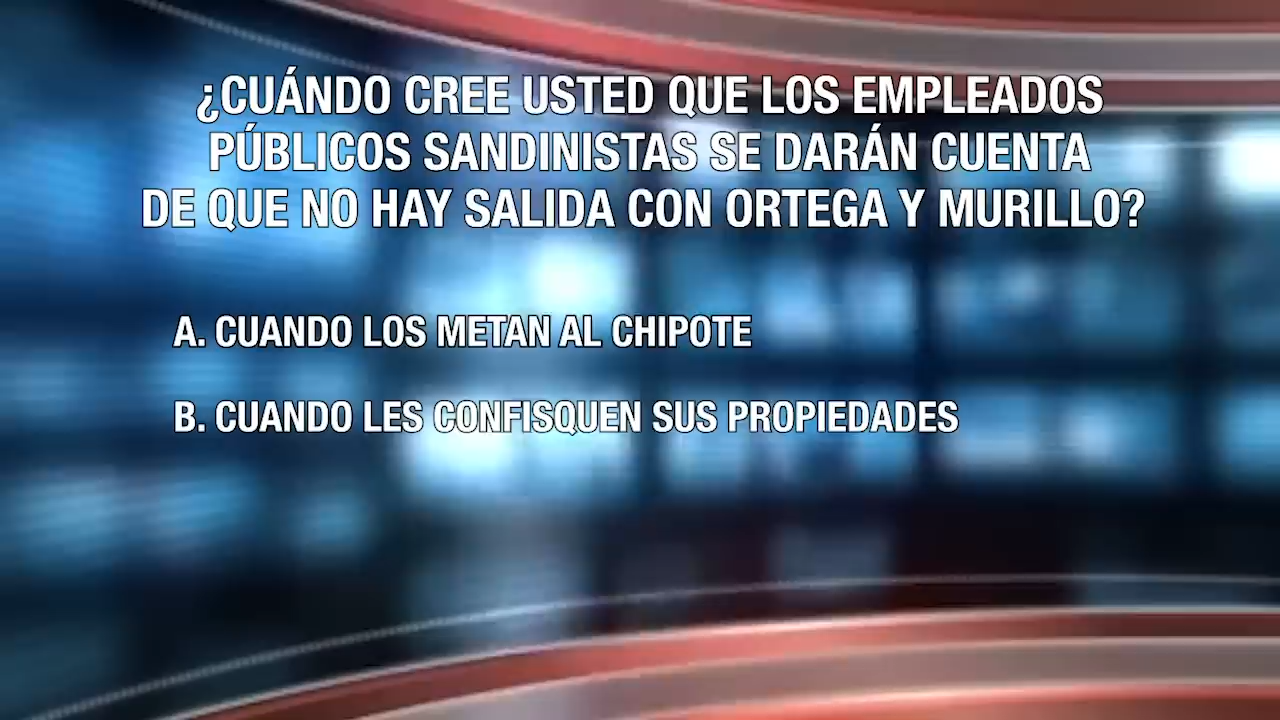 ¿CUÁNDO CREE USTED QUE LOS EMPLEADOS
PÚBLICOS SANDINISTAS SE DARÁN CUENTA
DE QUE NO HAY SALIDA CON ORTEGA Y MURILLO?
A. CUANDO LOS METAN AL CHIPOTE
B. CUANDO LES CONFISQUEN SUS PROPIEDADES